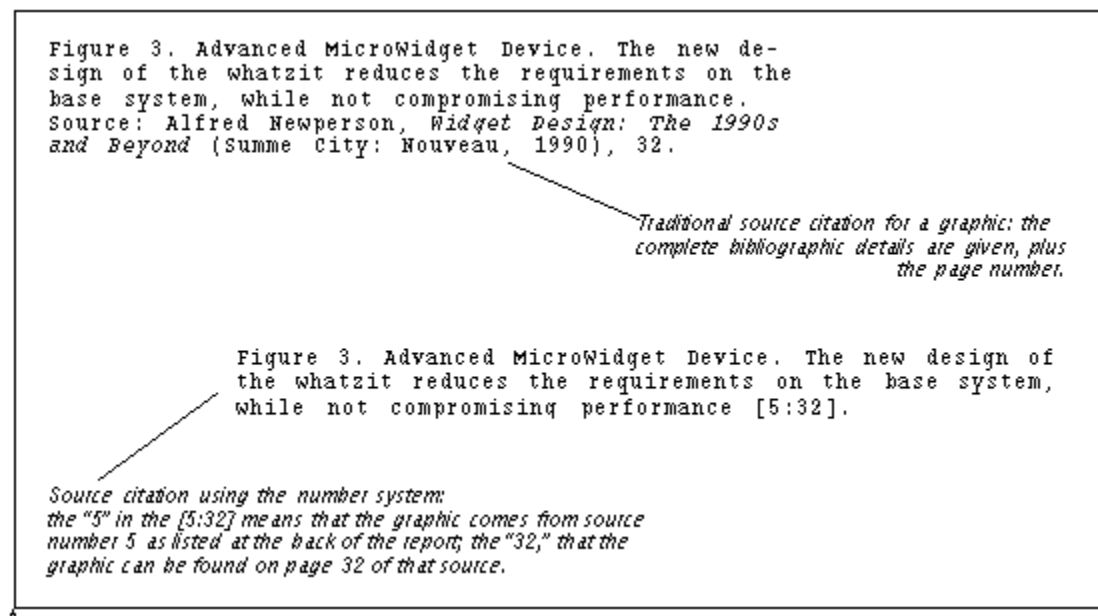 Figure 3. Advanced MicroWidget Device. The new de-
sign of the whatzit reduces the requirements on the
base system, while not compromising performance.
Source: Alfred Newperson, Widget Design: The 1990s
and Beyond (Summe City: Nouveau, 1990), 32.
Traditional source citation for a graphic: the
complete bibliographic details are given, plus
the page number.
Figure 3. Advanced MicroWidget Device. The new design of
the whatzit reduces the requirements on the base system,
while not compromising performance [5:32].
Source citation using the number system:
the "5" in the [5:32] means that the graphic comes from source
number 5 as listed at the back of the report; the "32," that the
graphic can be found on page 32 of that source.